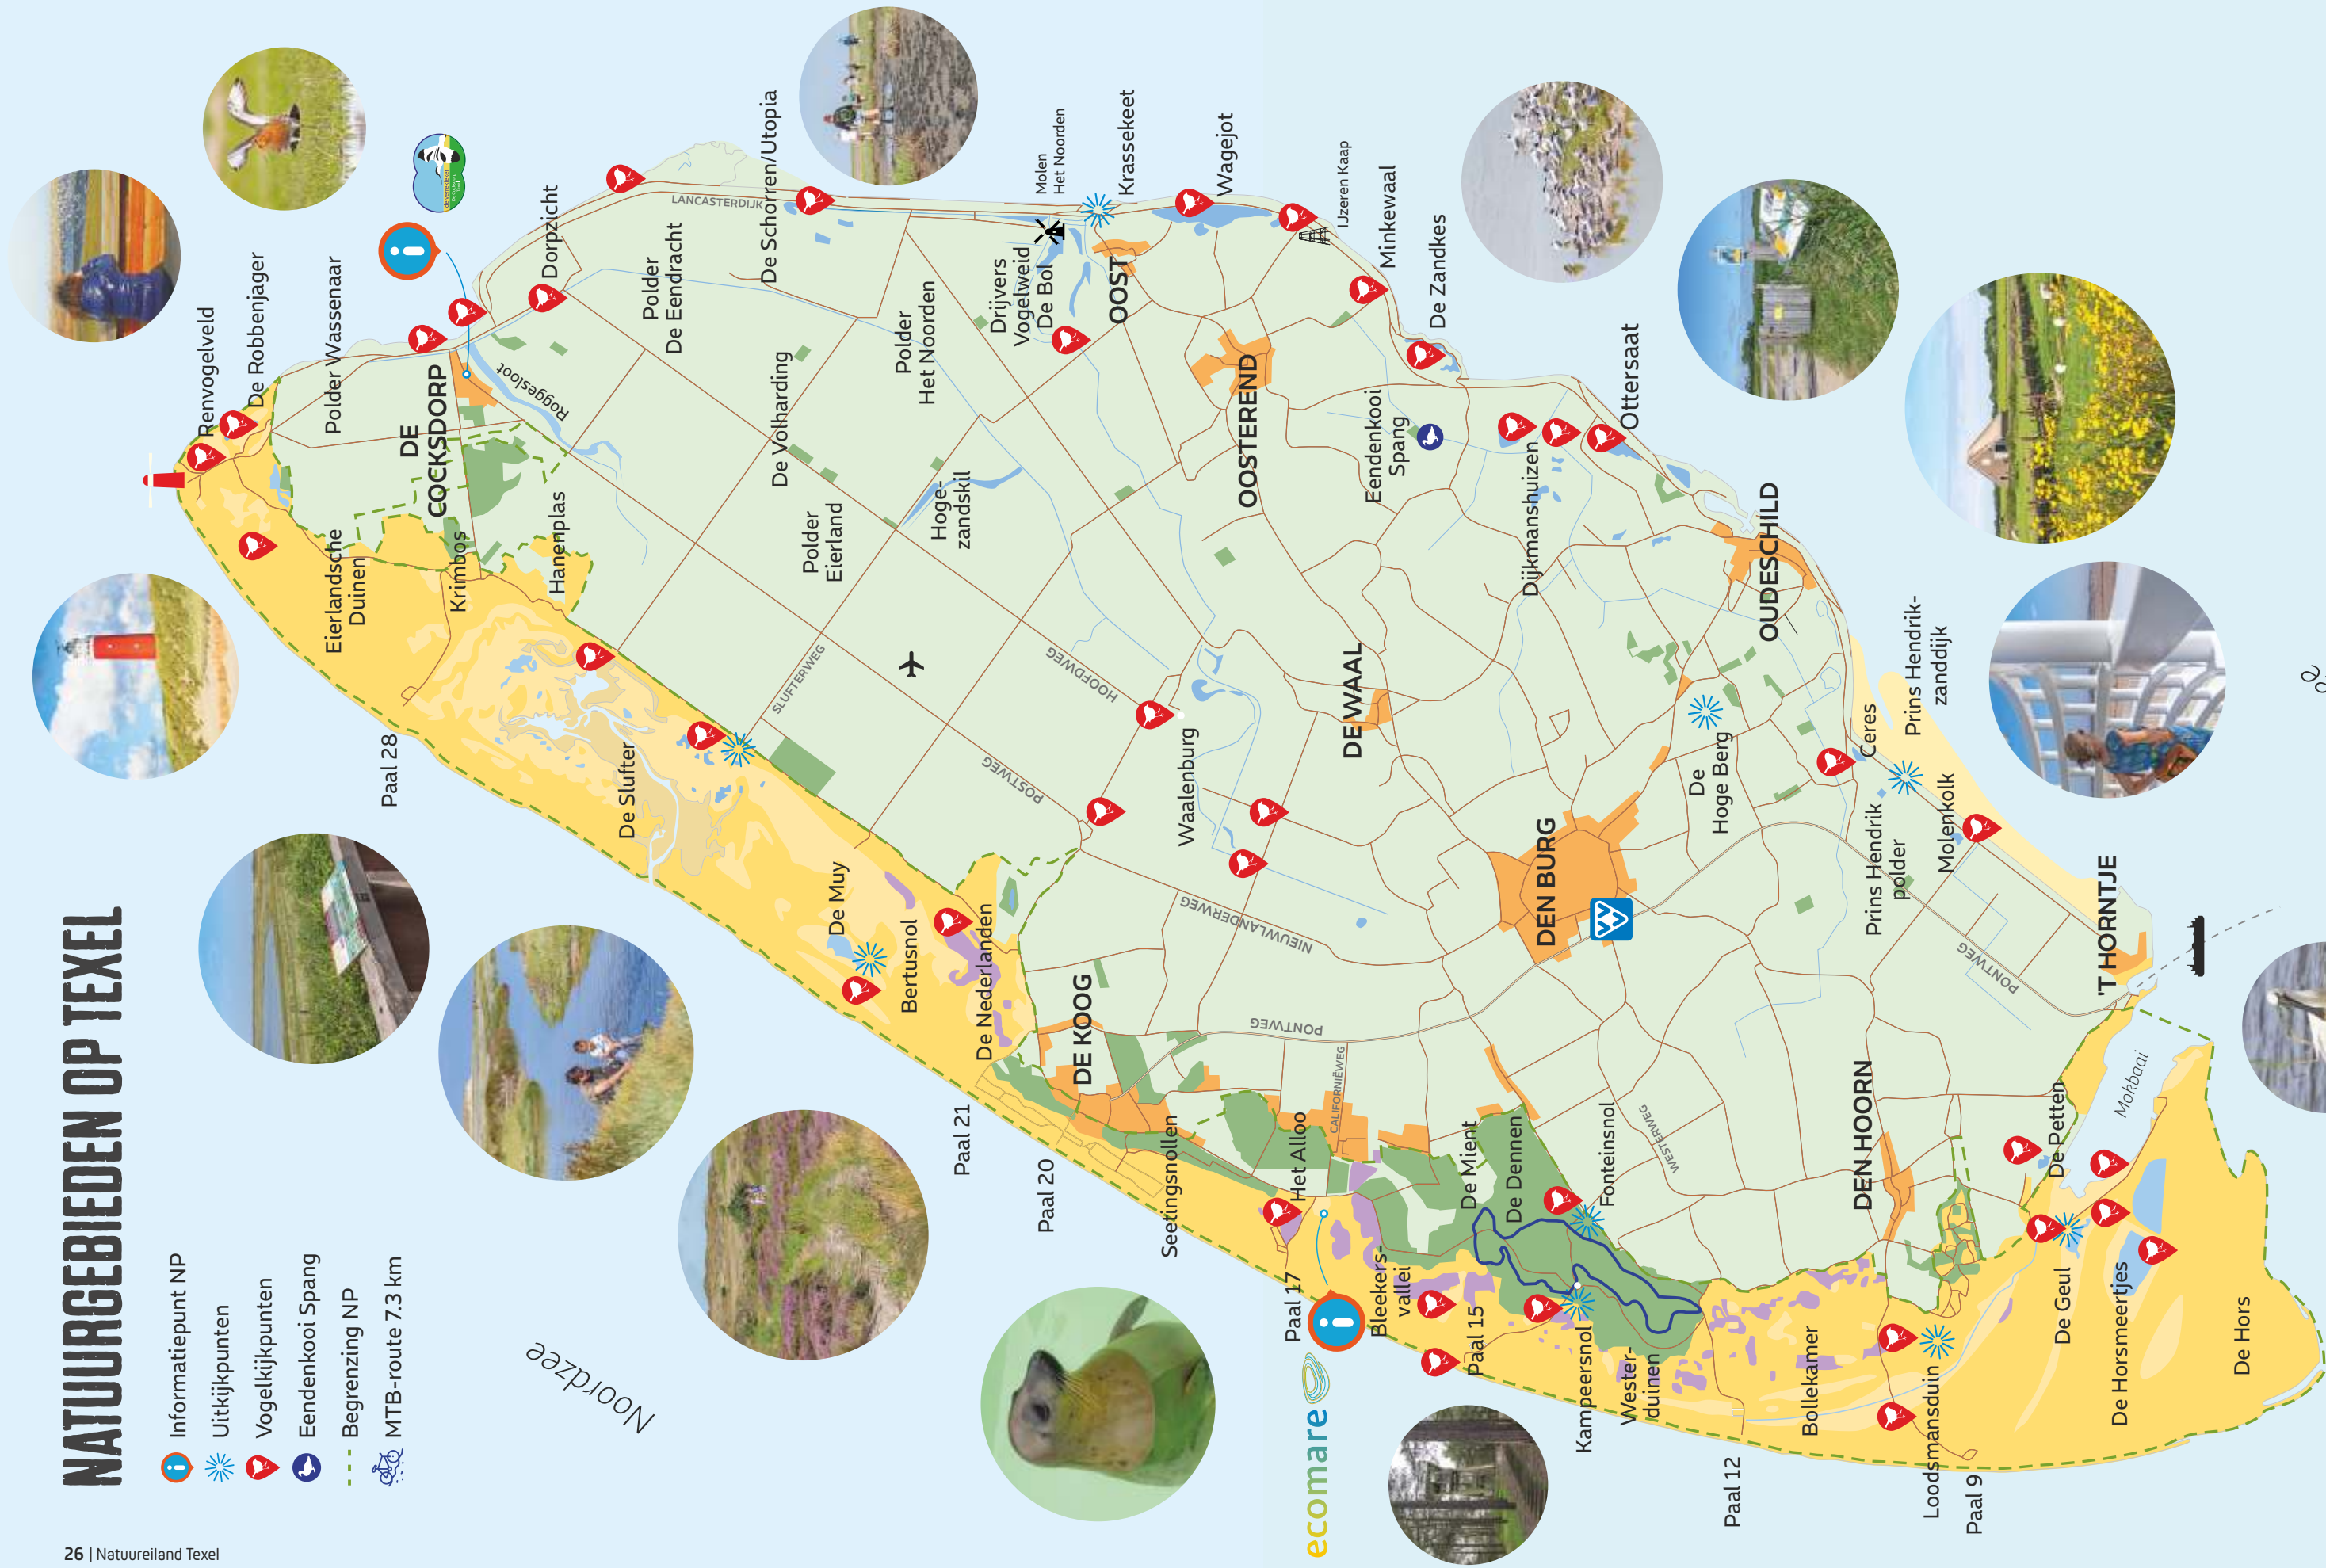 NATUURGEBIEDEN OP TEXEL
Informatiepunt NP
Uitkijkpunten
Vogelkijkpunten
Eendenkooi Spang
Begrenzing NP
MTB-route 7.3 km
Noordzee
Renvogelveld
De Robbenjager
Polder Wassenaar
DE
COCKSDORP
Roggesloot
Dorpzicht
Eierlandsche
Duinen
Krimbos
Hanenplas
Paal 28
De Slufter
LANCASTERDIJK
Polder
De Eendracht
De Schorren/Utopia
De Volharding
Polder
Eierland
Polder
Het Noorden
Hoge-
zandskil
SLUFTERWEG
HOOFDWEG
POSTWEG
Drijvers
Vogelweid
De Bol
Molen
Het Noorden
Krassekeet
OOST
Wagejot
IJzeren Kaap
Minkewaal
De Zandkes
OOSTEREND
Eendenkooi
Spang
Ottersaat
Dijkmanshuizen
De Muy
Bertusnol
De Nederlanden
Paal 21
Paal 20
DE KOOG
Waalenburg
NIEUWLANDERWEG
DE WAAL
DEN BURG
VVV
De
Hoge Berg
OUDESCHILD
Ceres
Prins Hendrik-
zanddijk
Prins Hendrik
polder
Molenkolk
PONTWEG
'T HORNTJE
PONTWEG
CALIFORNIËWEG
Seetingsnollen
Het Alloo
Paal 17
ecomare
Bleekers-
vallei
Paal 15
De Mient
De Dennen
Fonteinsnol
WESTERWEG
Kampeersnol
Wester-
duinen
Paal 12
Bollekamer
DEN HOORN
Loodsmansduin
Paal 9
De Petten
Mokbaai
De Geul
De Horsmeertjes
De Hors
26 | Natuureiland Texel